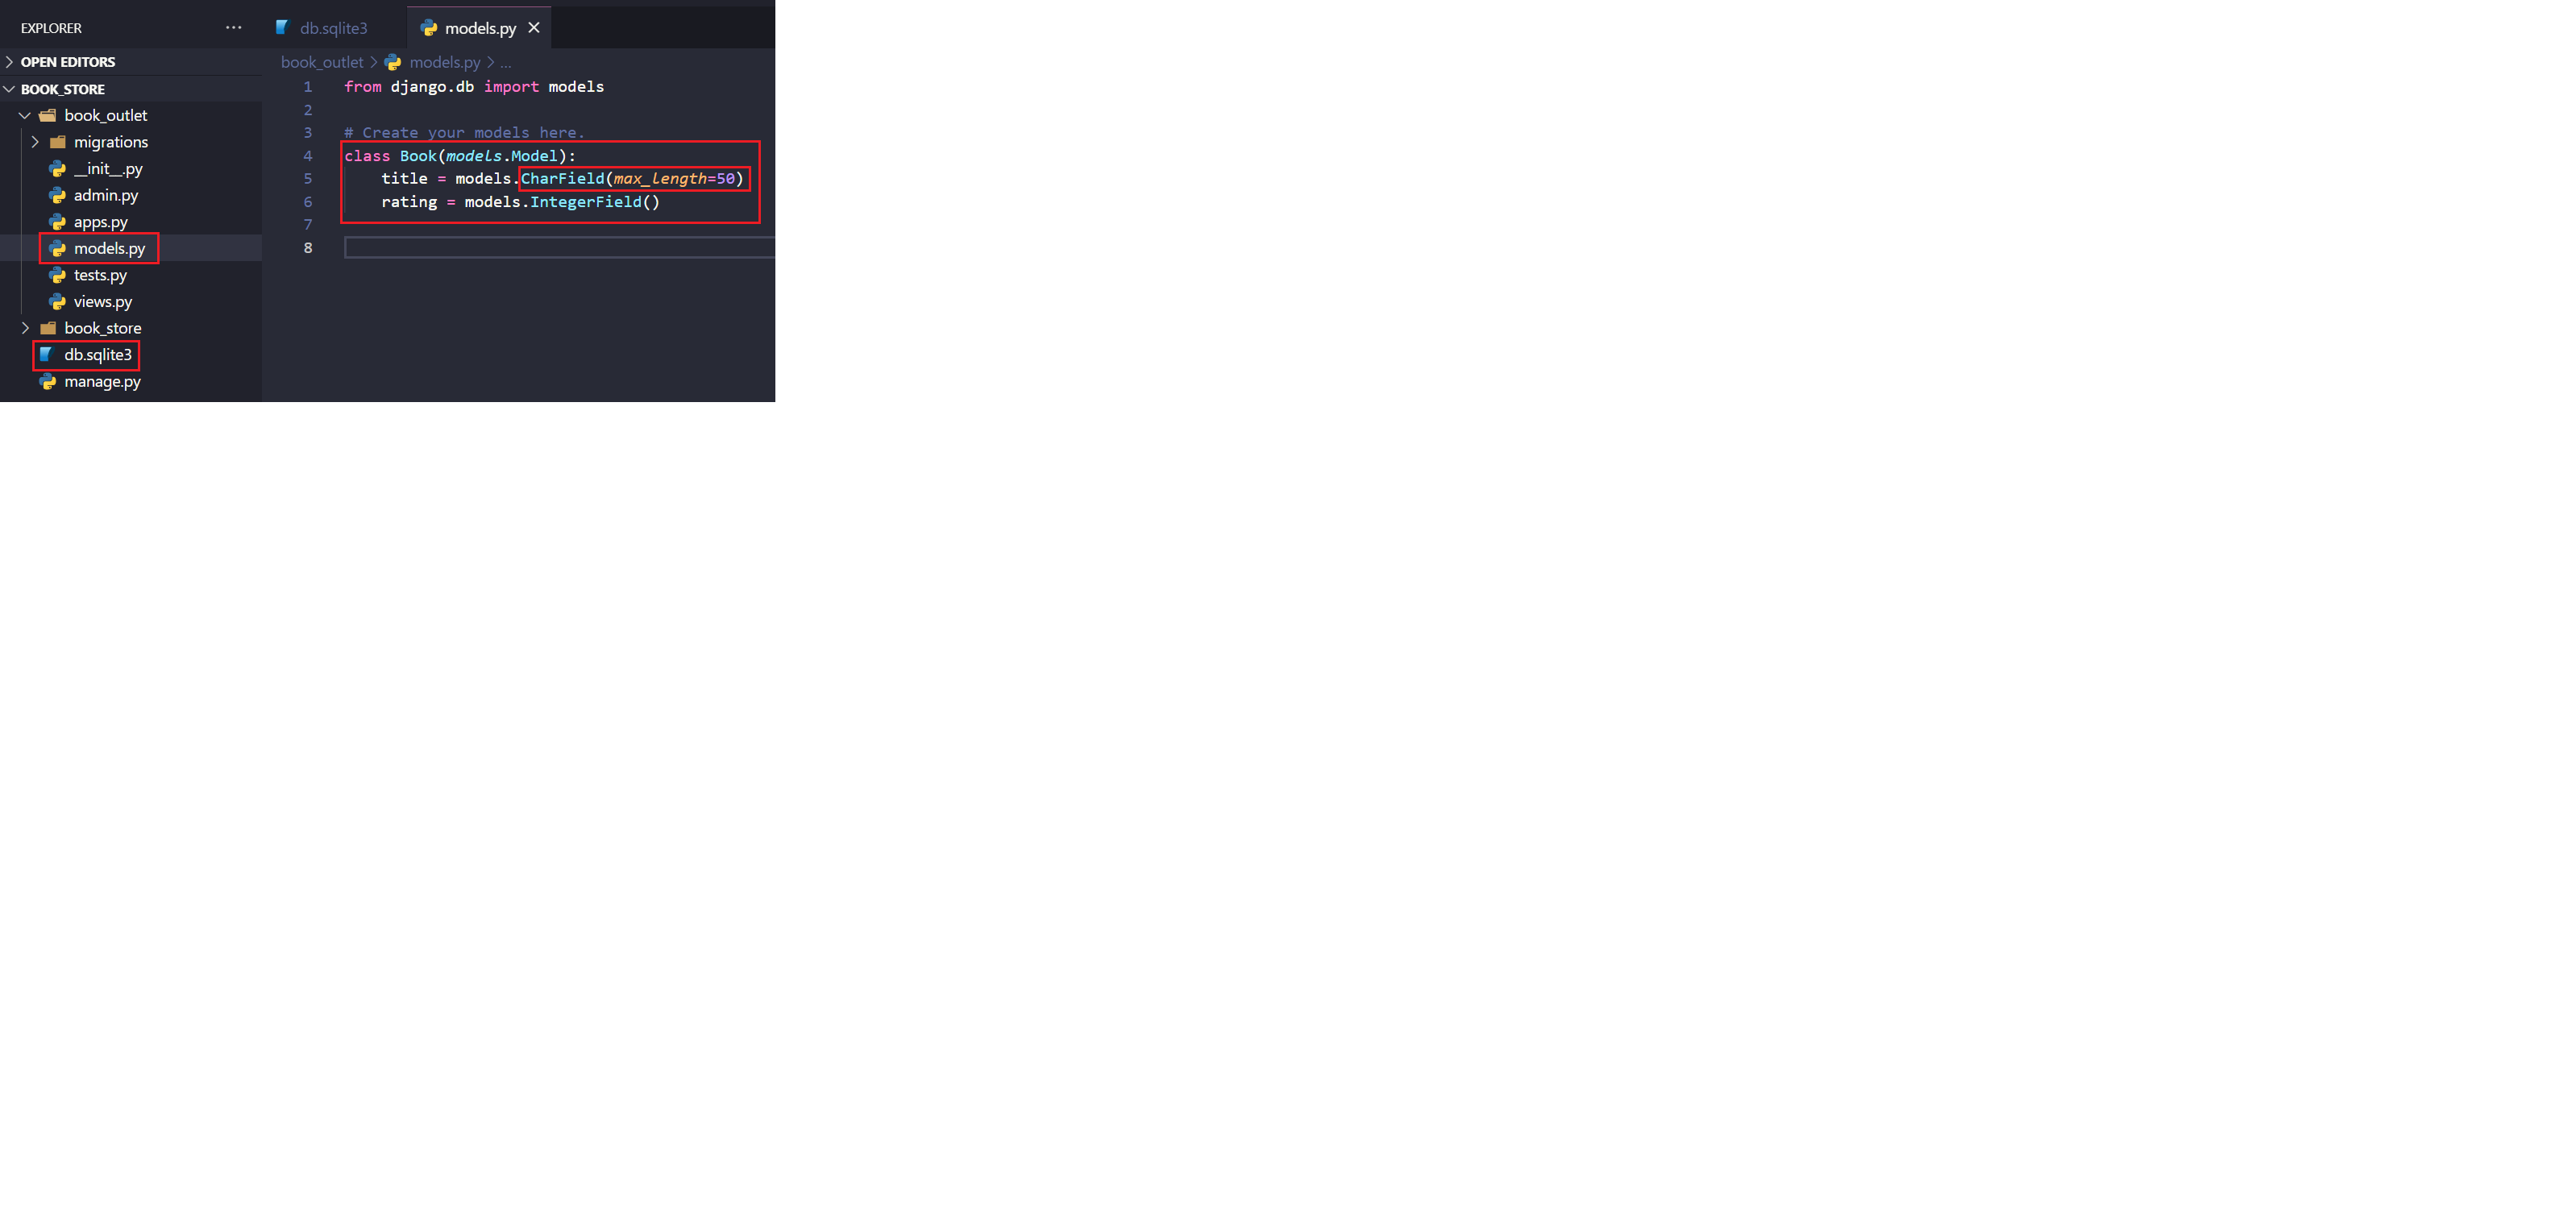 EXPLORER
OPEN EDITORS
BOOK_STORE
book_outlet
migrations
__init__.py
admin.py
apps.py
models.py
tests.py
views.py
book_store
db.sqlite3
manage.py
db.sqlite3 models.py
book_outlet > models.py > ...
1 from django.db import models
2
3 # Create your models here.
4 class Book(models.Model):
5 title = models.CharField(max_length=50)
6 rating = models.IntegerField()
7
8